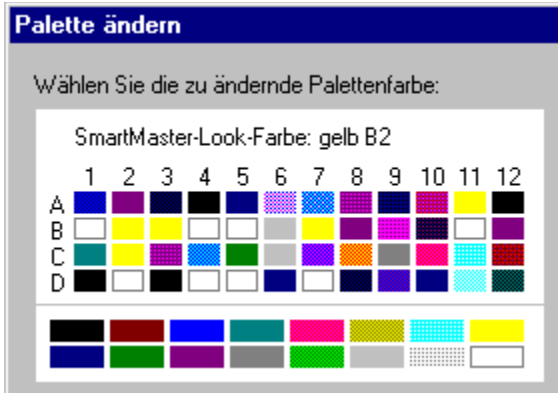 Palette ändern
Wählen Sie die zu ändernde Palettenfarbe:
SmartMaster-Look-Farbe: gelb B2
1 2 3 4 5 6 7 8 9 10 11 12
A
B
C
D